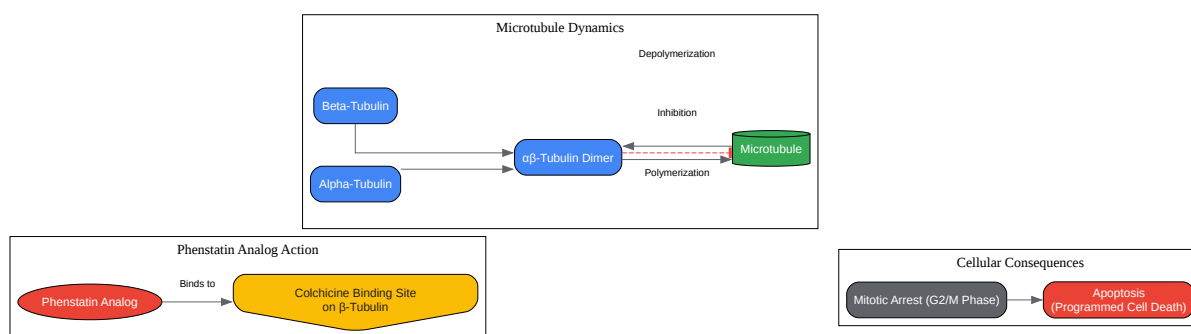 Microtubule Dynamics
Depolymerization
Beta-Tubulin
Inhibition
αβ-Tubulin Dimer
Microtubule
Polymerization
Alpha-Tubulin
Phenstatin Analog Action
Phenstatin Analog
Binds to
Colchicine Binding Site
on β-Tubulin
Cellular Consequences
Mitotic Arrest (G2/M Phase)
Apoptosis
(Programmed Cell Death)